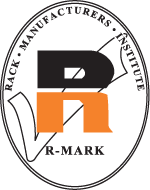 RACK · MANUFACTURERS · INSTITUTE
R
R-MARK